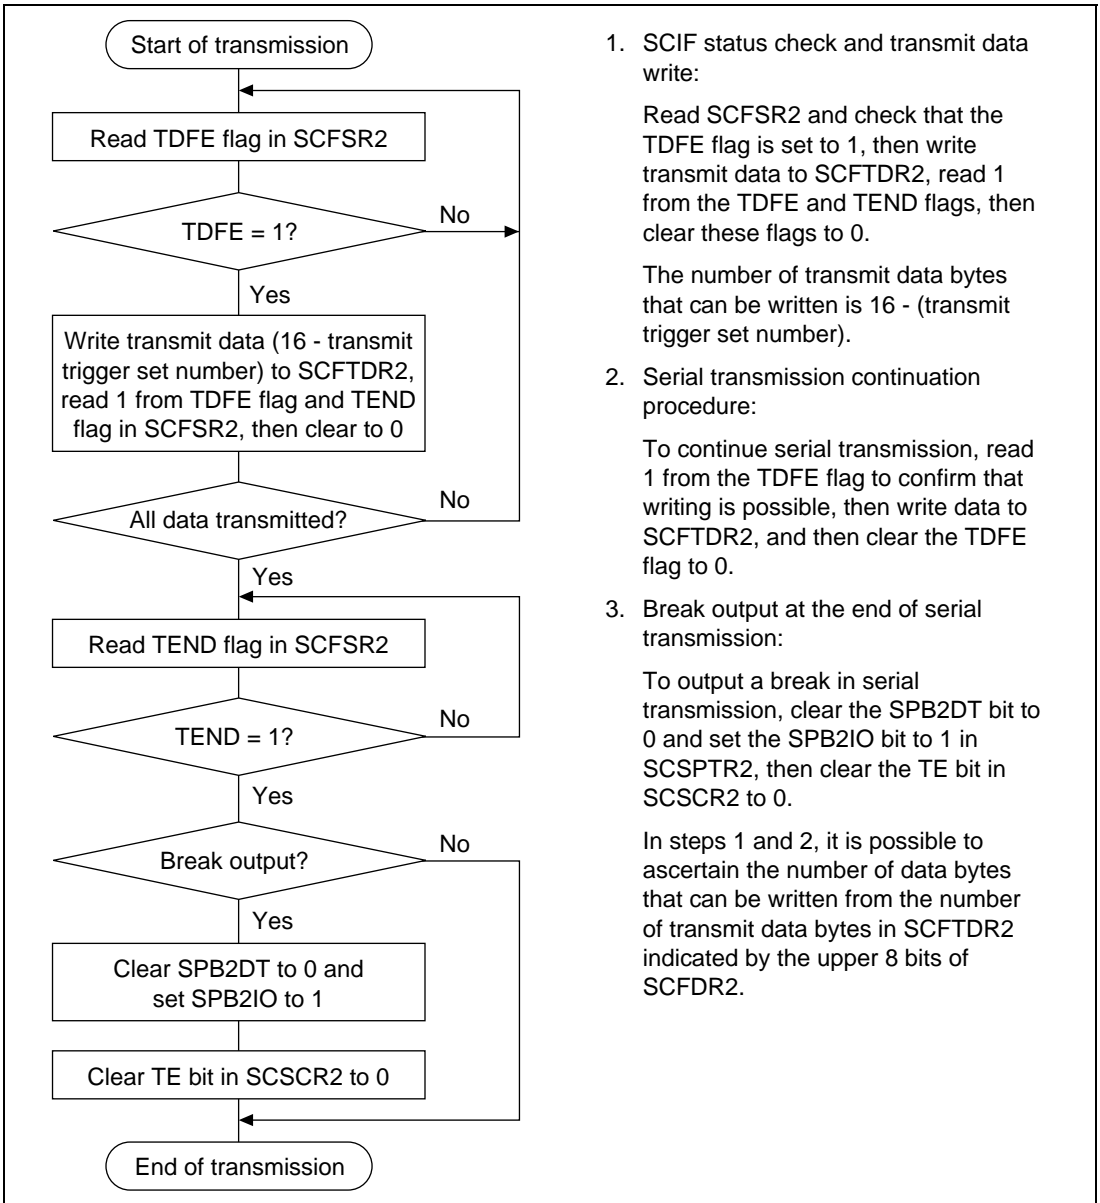 Start of transmission
Read TDFE flag in SCFSR2
TDFE = 1?
No
Yes
Write transmit data (16 - transmit
trigger set number) to SCFTDR2,
read 1 from TDFE flag and TEND
flag in SCFSR2, then clear to 0
All data transmitted?
No
Yes
Read TEND flag in SCFSR2
TEND = 1?
No
Yes
Break output?
No
Yes
Clear SPB2DT to 0 and
set SPB2IO to 1
Clear TE bit in SCSCR2 to 0
End of transmission
1. SCIF status check and transmit data
write:
Read SCFSR2 and check that the
TDFE flag is set to 1, then write
transmit data to SCFTDR2, read 1
from the TDFE and TEND flags, then
clear these flags to 0.
The number of transmit data bytes
that can be written is 16 - (transmit
trigger set number).
2. Serial transmission continuation
procedure:
To continue serial transmission, read
1 from the TDFE flag to confirm that
writing is possible, then write data to
SCFTDR2, and then clear the TDFE
flag to 0.
3. Break output at the end of serial
transmission:
To output a break in serial
transmission, clear the SPB2DT bit to
0 and set the SPB2IO bit to 1 in
SCSPTR2, then clear the TE bit in
SCSCR2 to 0.
In steps 1 and 2, it is possible to
ascertain the number of data bytes
that can be written from the number
of transmit data bytes in SCFTDR2
indicated by the upper 8 bits of
SCFDR2.